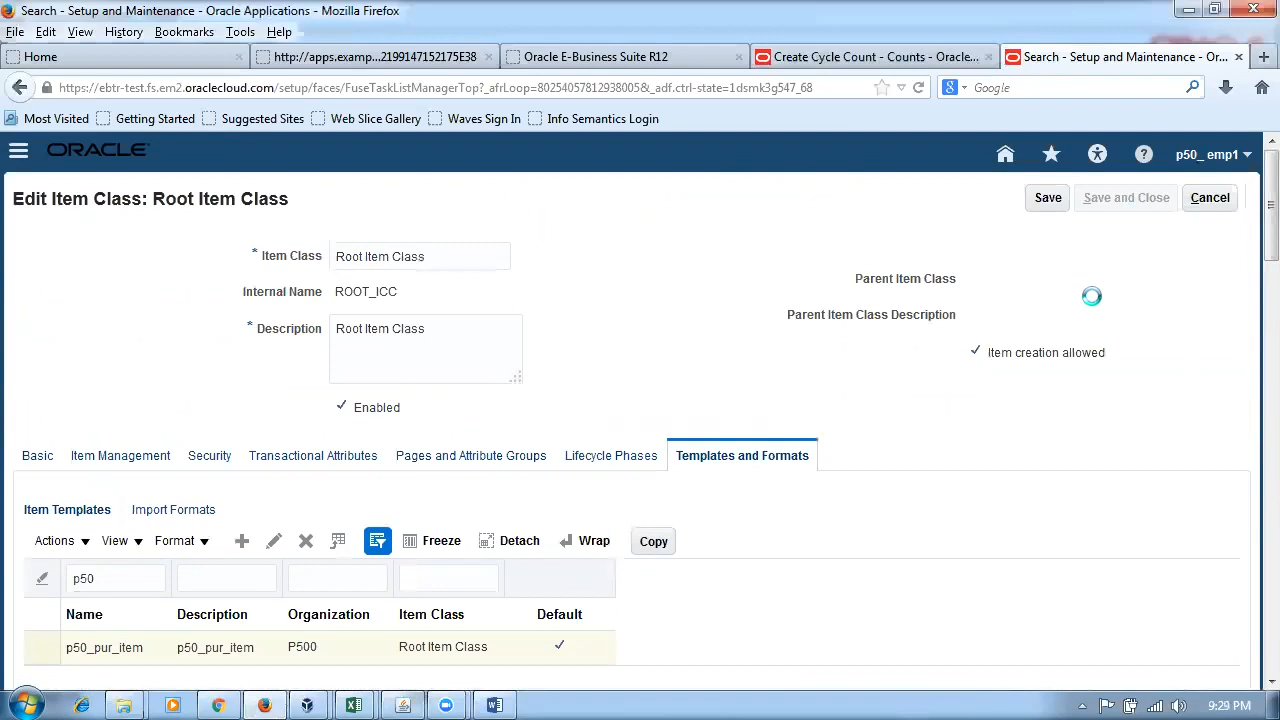 Search - Setup and Maintenance - Oracle Applications - Mozilla Firefox
File Edit View History Bookmarks Tools Help
Home http://apps.examp...2199147152175E38 Oracle E-Business Suite R12 Create Cycle Count - Counts - Oracle... Search - Setup and Maintenance - Or...
https://ebtr-test.fs.em2.oraclecloud.com/setup/faces/FuseTaskListManagerTop?_afrLoop=80254057812938005&_adf.ctrl-state=1dsmk3g547_68 Google
Most Visited Getting Started Suggested Sites Web Slice Gallery Waves Sign In Info Semantics Login
ORACLE p50_ emp1
Edit Item Class: Root Item Class Save Save and Close Cancel
* Item Class Root Item Class
Parent Item Class
Internal Name ROOT_ICC
Parent Item Class Description
* Description Root Item Class
Item creation allowed
Enabled
Basic Item Management Security Transactional Attributes Pages and Attribute Groups Lifecycle Phases Templates and Formats
Item Templates Import Formats
Actions View Format Freeze Detach Wrap Copy
p50
Name Description Organization Item Class Default
p50_pur_item p50_pur_item P500 Root Item Class
9:29 PM